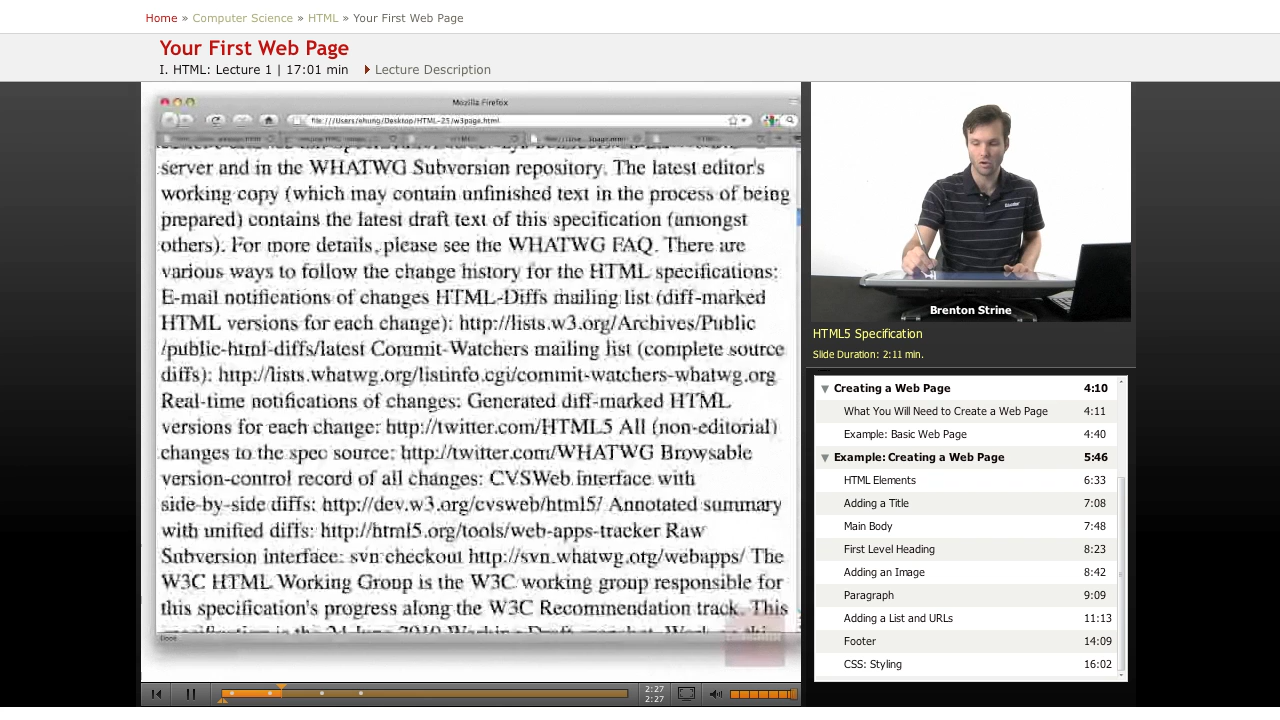 Home » Computer Science » HTML » Your First Web Page
Your First Web Page
I. HTML: Lecture 1 | 17:01 min Lecture Description
Mozilla Firefox
file:///Users/ehung/Desktop/HTML-25/w3page.html
server and in the WHATWG Subversion repository. The latest editor's
working copy (which may contain unfinished text in the process of being
prepared) contains the latest draft text of this specification (amongst
others). For more details, please see the WHATWG FAQ. There are
various ways to follow the change history for the HTML specifications:
E-mail notifications of changes HTML-Diffs mailing list (diff-marked
HTML versions for each change): http://lists.w3.org/Archives/Public
/public-html-diffs/latest Commit-Watchers mailing list (complete source
diffs): http://lists.whatwg.org/listinfo.cgi/commit-watchers-whatwg.org
Real-time notifications of changes: Generated diff-marked HTML
versions for each change: http://twitter.com/HTML5 All (non-editorial)
changes to the spec source: http://twitter.com/WHATWG Browsable
version-control record of all changes: CVSWeb interface with
side-by-side diffs: http://dev.w3.org/cvsweb/html5/ Annotated summary
with unified diffs: http://html5.org/tools/web-apps-tracker Raw
Subversion interface: svn checkout http://svn.whatwg.org/webapps/ The
W3C HTML Working Group is the W3C working group responsible for
this specification's progress along the W3C Recommendation track. This
Done
2:27
2:27
Brenton Strine
HTML5 Specification
Slide Duration: 2:11 min.
Creating a Web Page 4:10
What You Will Need to Create a Web Page 4:11
Example: Basic Web Page 4:40
Example: Creating a Web Page 5:46
HTML Elements 6:33
Adding a Title 7:08
Main Body 7:48
First Level Heading 8:23
Adding an Image 8:42
Paragraph 9:09
Adding a List and URLs 11:13
Footer 14:09
CSS: Styling 16:02